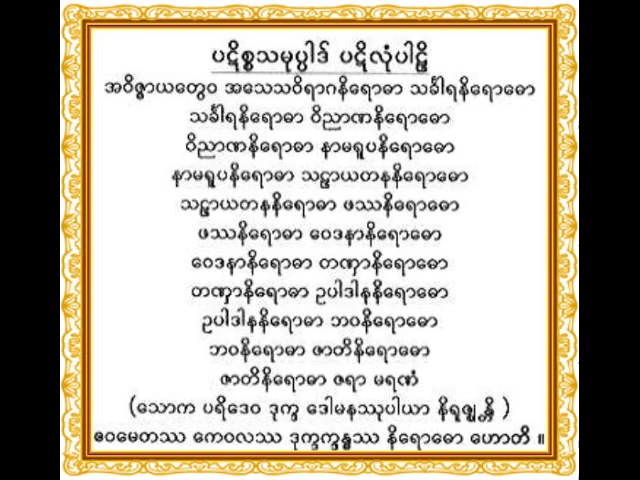 ပဋိစ္စသမုပ္ပါဒ် ပဋိလုံပါဠိ
အဝိဇ္ဇာယတွေဝ အသေသဝိရာဂနိရောဓာ သင်္ခါရနိရောဓော
သင်္ခါရနိရောဓာ ဝိညာဏနိရောဓော
ဝိညာဏနိရောဓာ နာမရူပနိရောဓော
နာမရူပနိရောဓာ သဠာယတနနိရောဓော
သဠာယတနနိရောဓာ ဖဿနိရောဓော
ဖဿနိရောဓာ ဝေဒနာနိရောဓော
ဝေဒနာနိရောဓာ တဏှာနိရောဓော
တဏှာနိရောဓာ ဥပါဒါနနိရောဓော
ဥပါဒါနနိရောဓာ ဘဝနိရောဓော
ဘဝနိရောဓာ ဇာတိနိရောဓော
ဇာတိနိရောဓာ ဇရာ မရဏံ
(သောက ပရိဒေဝ ဒုက္ခ ဒေါမနဿုပါယာ နိရုဇ္ဈန္တိ )
ဧဝမေတဿ ကေဝလဿ ဒုက္ခက္ခန္ဓဿ နိရောဓော ဟောတိ ။